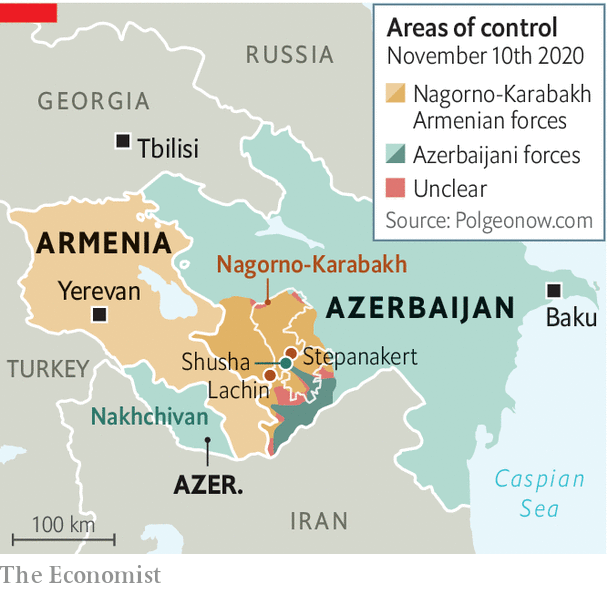 Areas of control
November 10th 2020
Nagorno-Karabakh
Armenian forces
Azerbaijani forces
Unclear
Source: Polgeonow.com
RUSSIA
GEORGIA
Tbilisi
ARMENIA
Nagorno-Karabakh
Yerevan
AZERBAIJAN
Baku
TURKEY
Shusha
Stepanakert
Lachin
Nakhchivan
AZER.
Caspian
Sea
IRAN
100 km
The Economist